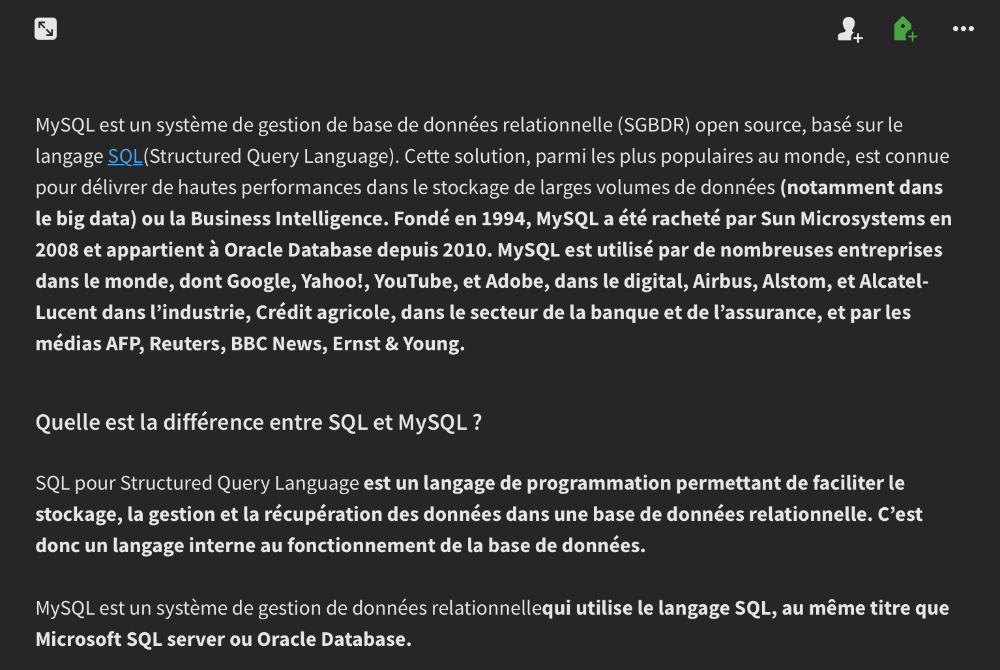 MySQL est un système de gestion de base de données relationnelle (SGBDR) open source, basé sur le
langage SQL(Structured Query Language). Cette solution, parmi les plus populaires au monde, est connue
pour délivrer de hautes performances dans le stockage de larges volumes de données (notamment dans
le big data) ou la Business Intelligence. Fondé en 1994, MySQL a été racheté par Sun Microsystems en
2008 et appartient à Oracle Database depuis 2010. MySQL est utilisé par de nombreuses entreprises
dans le monde, dont Google, Yahoo!, YouTube, et Adobe, dans le digital, Airbus, Alstom, et Alcatel-
Lucent dans l’industrie, Crédit agricole, dans le secteur de la banque et de l’assurance, et par les
médias AFP, Reuters, BBC News, Ernst & Young.
Quelle est la différence entre SQL et MySQL ?
SQL pour Structured Query Language est un langage de programmation permettant de faciliter le
stockage, la gestion et la récupération des données dans une base de données relationnelle. C’est
donc un langage interne au fonctionnement de la base de données.
MySQL est un système de gestion de données relationnellequi utilise le langage SQL, au même titre que
Microsoft SQL server ou Oracle Database.